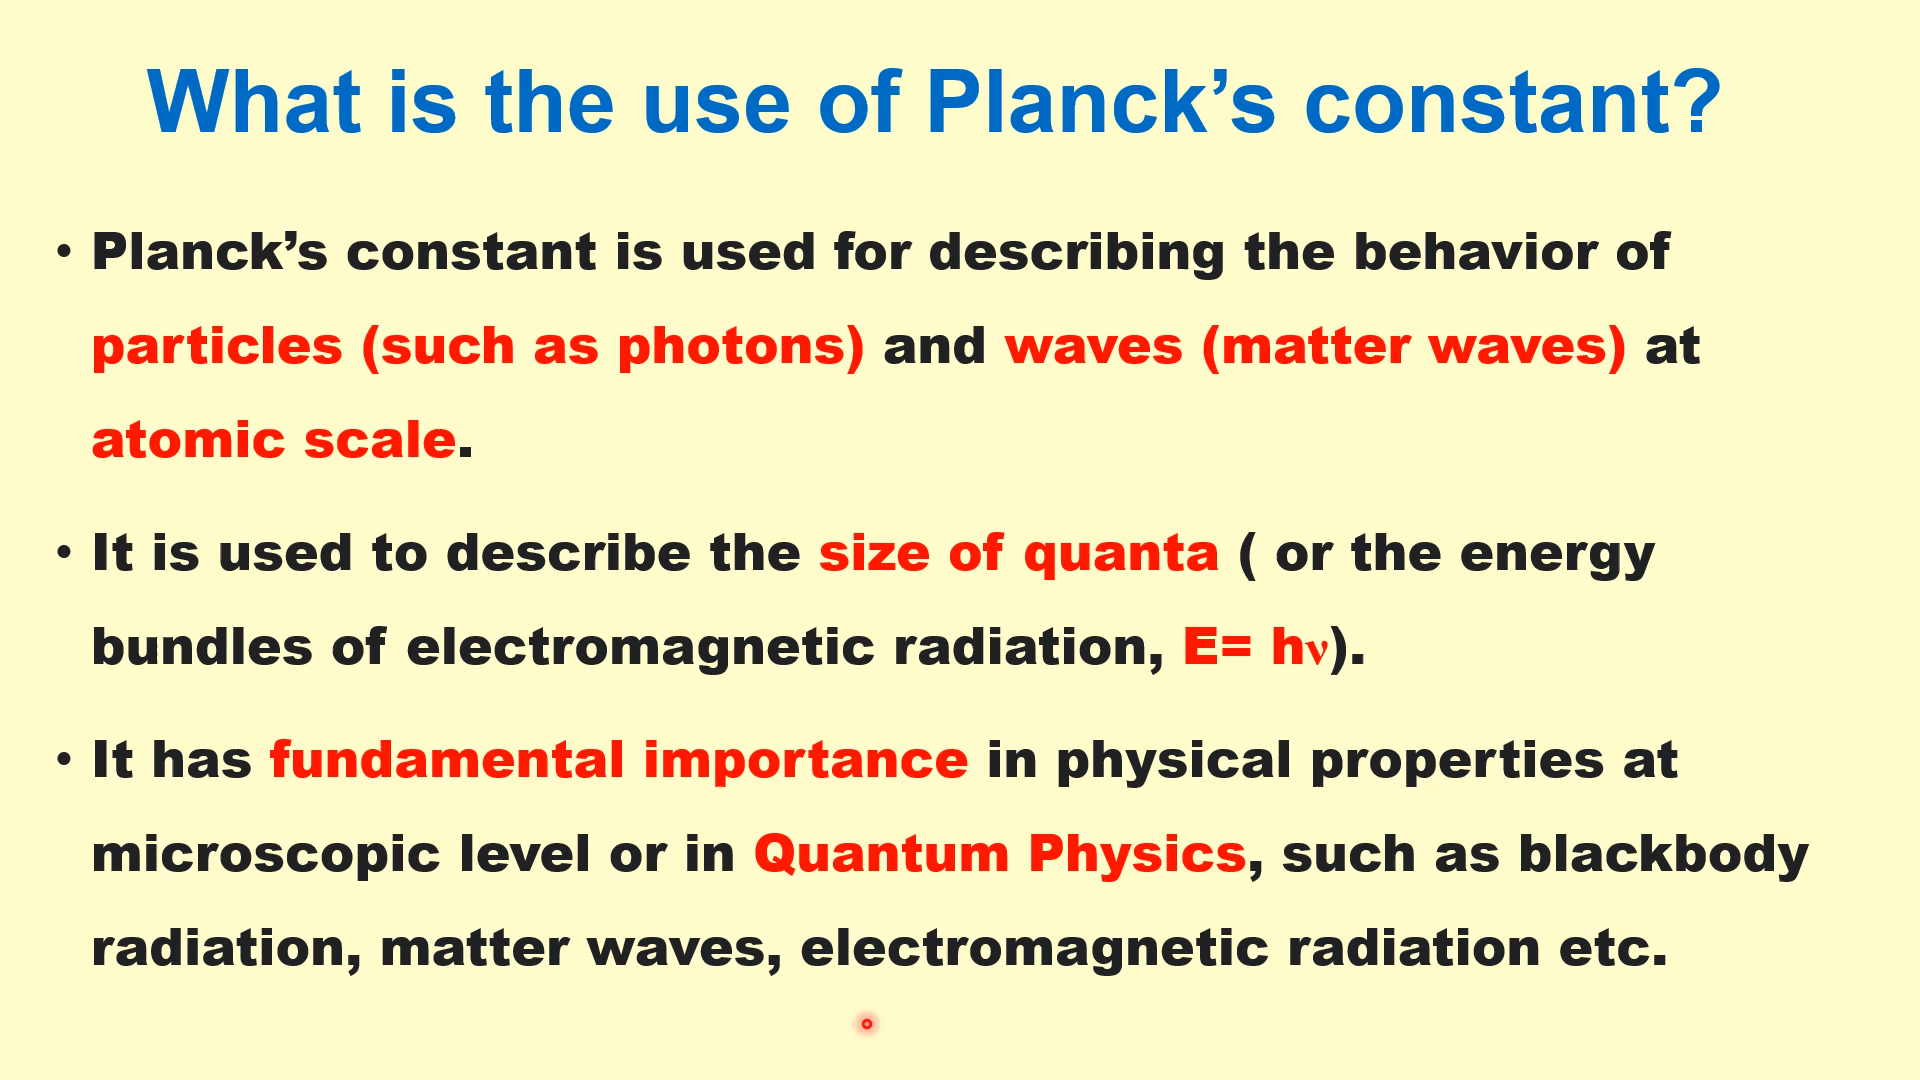 What is the use of Planck’s constant?
• Planck’s constant is used for describing the behavior of
particles (such as photons) and waves (matter waves) at
atomic scale.
• It is used to describe the size of quanta ( or the energy
bundles of electromagnetic radiation, E= hν).
• It has fundamental importance in physical properties at
microscopic level or in Quantum Physics, such as blackbody
radiation, matter waves, electromagnetic radiation etc.